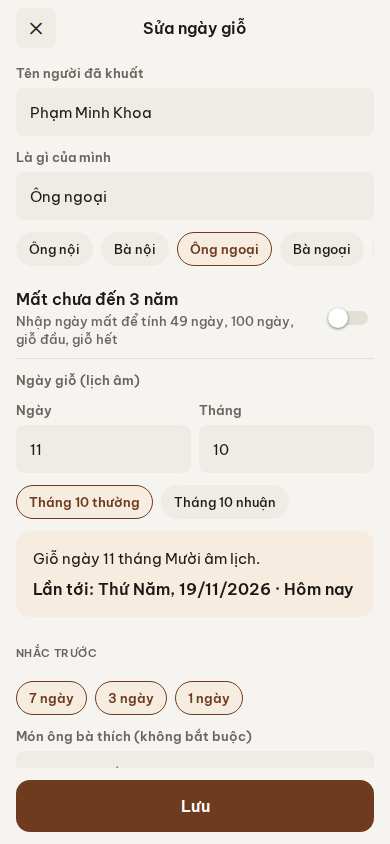 Sửa ngày giỗ
Tên người đã khuất
Phạm Minh Khoa
Là gì của mình
Ông ngoại
Ông nội
Bà nội
Ông ngoại
Bà ngoại
Mất chưa đến 3 năm
Nhập ngày mất để tính 49 ngày, 100 ngày,
giỗ đầu, giỗ hết
Ngày giỗ (lịch âm)
Ngày
Tháng
11
10
Tháng 10 thường
Tháng 10 nhuận
Giỗ ngày 11 tháng Mười âm lịch.
Lần tới: Thứ Năm, 19/11/2026 · Hôm nay
NHẮC TRƯỚC
7 ngày
3 ngày
1 ngày
Món ông bà thích (không bắt buộc)
Lưu